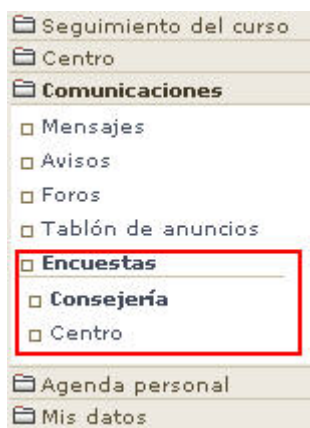 Seguimiento del curso
Centro
Comunicaciones
Mensajes
Avisos
Foros
Tablón de anuncios
Encuestas
Consejería
Centro
Agenda personal
Mis datos